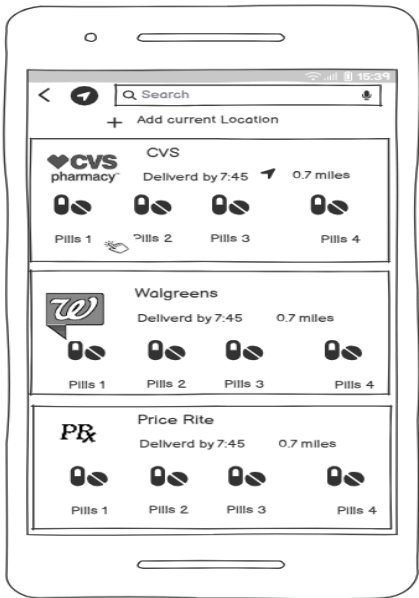 15:39
Search
+ Add current Location
CVS
CVS
pharmacy
Deliverd by 7:45 0.7 miles
Pills 1 Pills 2 Pills 3 Pills 4
W
Walgreens
Deliverd by 7:45 0.7 miles
Pills 1 Pills 2 Pills 3 Pills 4
PRx
Price Rite
Deliverd by 7:45 0.7 miles
Pills 1 Pills 2 Pills 3 Pills 4